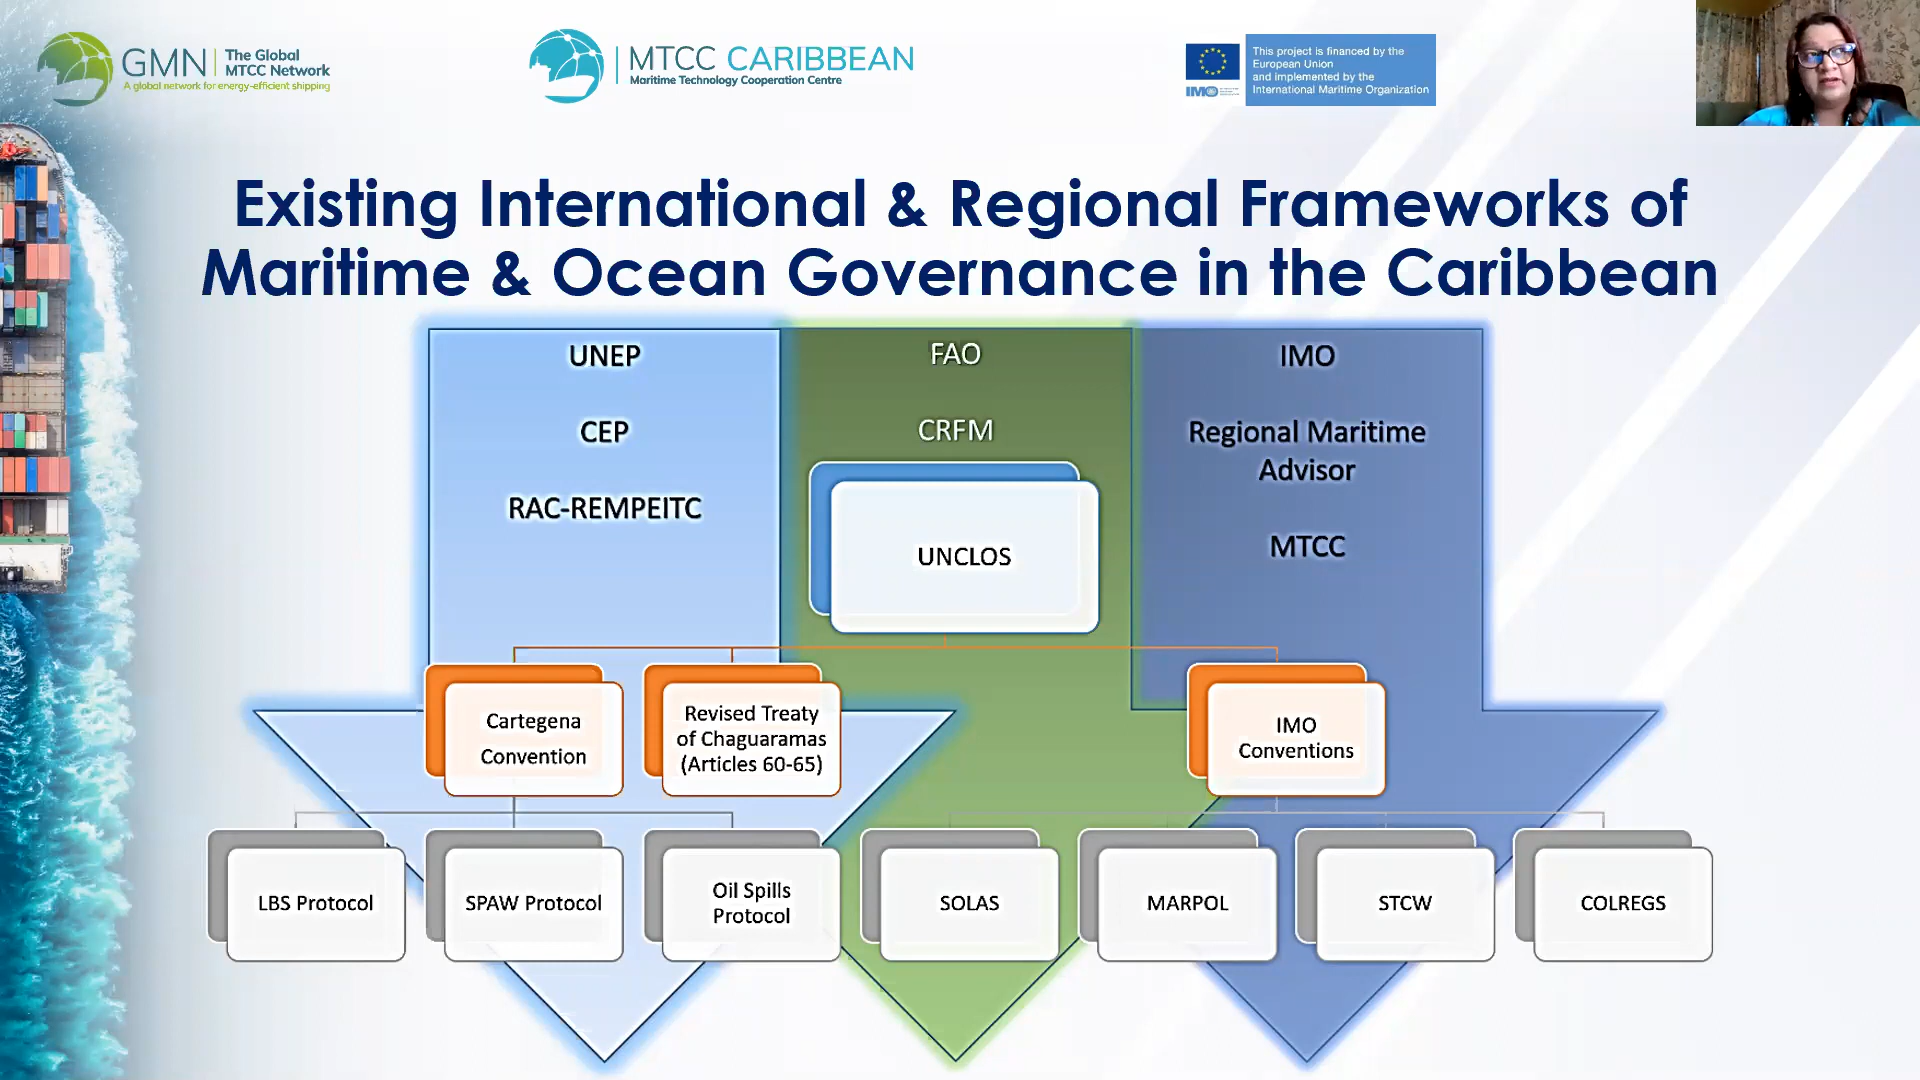 GMN
The Global
MTCC Network
A global network for energy-efficient shipping
MTCC CARIBBEAN
Maritime Technology Cooperation Centre
IMO
This project is financed by the
European Union
and implemented by the
International Maritime Organization
Existing International & Regional Frameworks of
Maritime & Ocean Governance in the Caribbean
UNEP
CEP
RAC-REMPEITC
FAO
CRFM
IMO
Regional Maritime
Advisor
MTCC
UNCLOS
Cartegena
Convention
Revised Treaty
of Chaguaramas
(Articles 60-65)
IMO
Conventions
LBS Protocol
SPAW Protocol
Oil Spills
Protocol
SOLAS
MARPOL
STCW
COLREGS